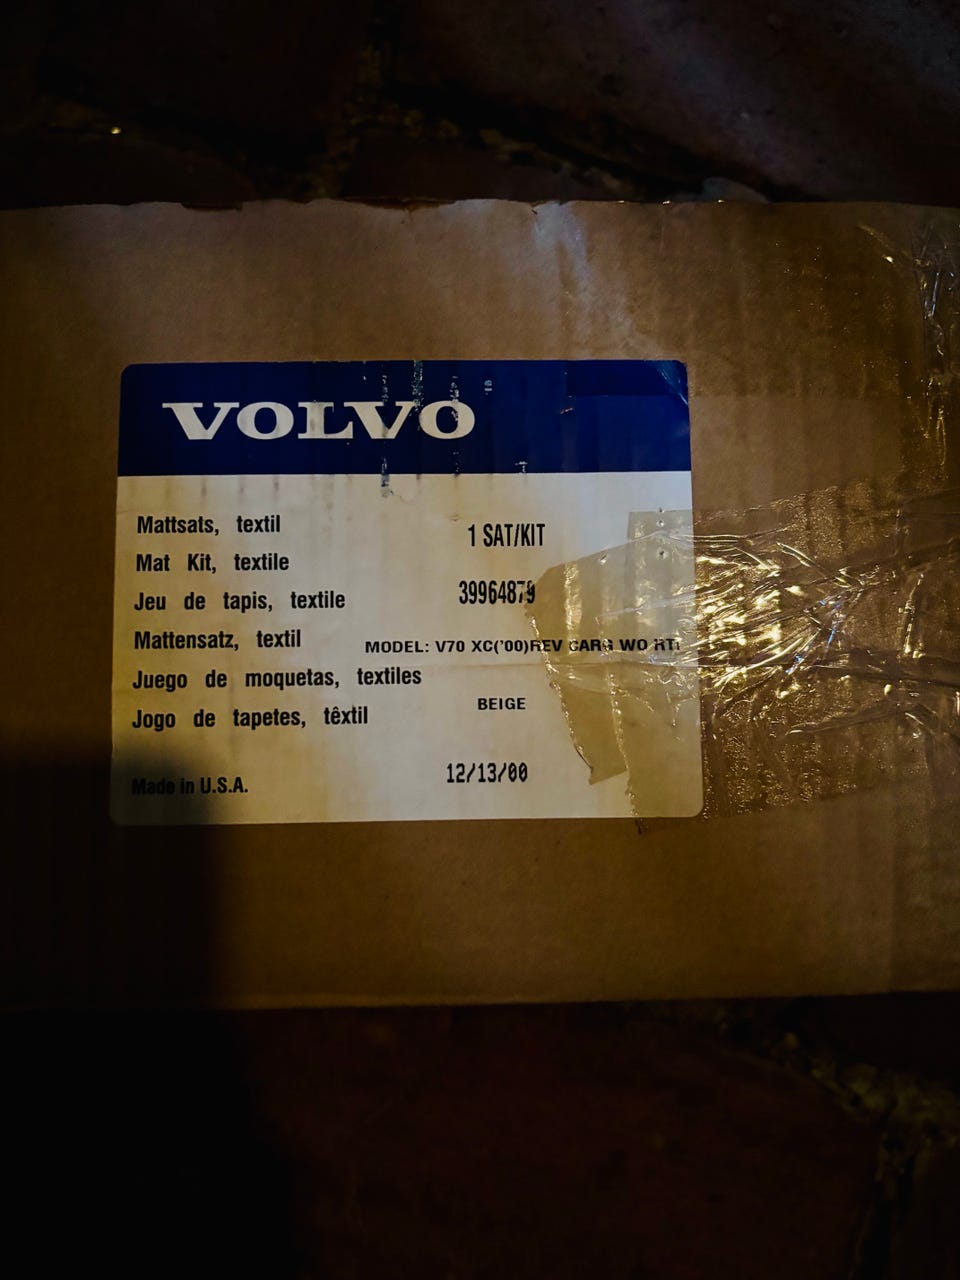 VOLVO
Mattsats, textil
1 SAT/KIT
Mat Kit, textile
Jeu de tapis, textile
39964879
Mattensatz, textil
MODEL: V70 XC('00)REV CARG WO RTI
Juego de moquetas, textiles
BEIGE
Jogo de tapetes, têxtil
12/13/00
Made in U.S.A.